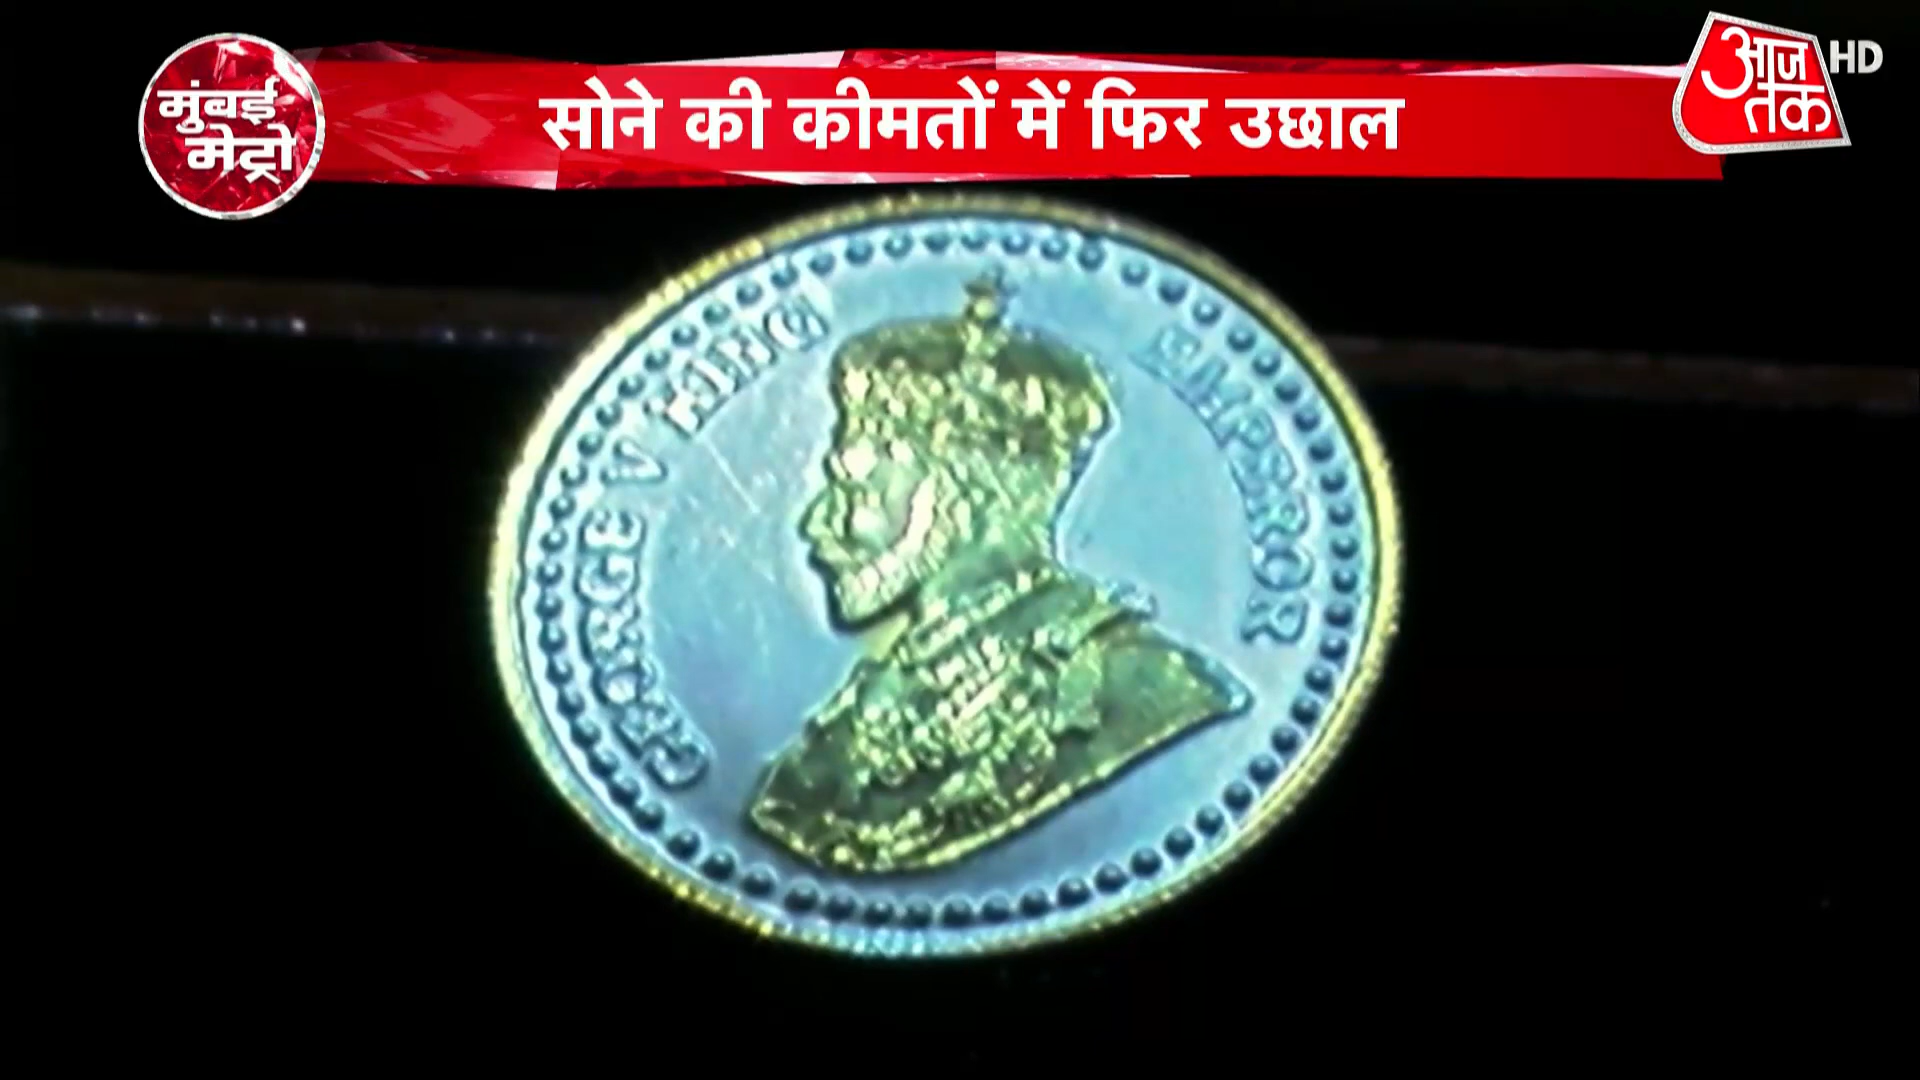 मुंबई
मेट्रो
सोने की कीमतों में फिर उछाल
आज
तक
HD
GEORGE V KING EMPEROR